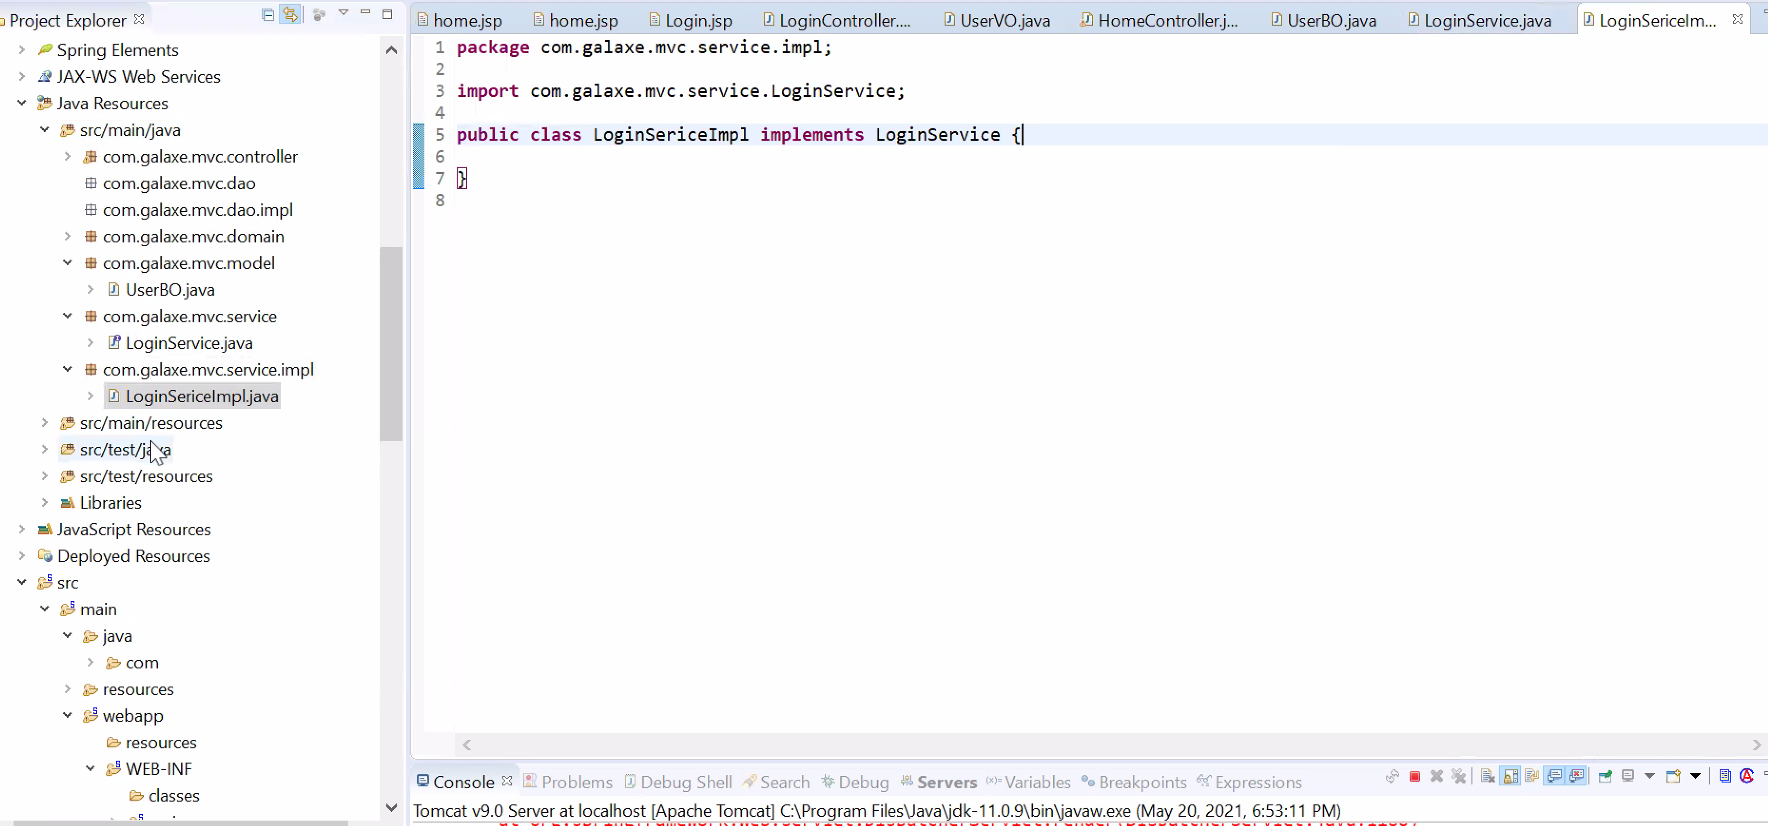 Project Explorer
Spring Elements
JAX-WS Web Services
Java Resources
src/main/java
com.galaxe.mvc.controller
com.galaxe.mvc.dao
com.galaxe.mvc.dao.impl
com.galaxe.mvc.domain
com.galaxe.mvc.model
UserBO.java
com.galaxe.mvc.service
LoginService.java
com.galaxe.mvc.service.impl
LoginSericeImpl.java
src/main/resources
src/test/java
src/test/resources
Libraries
JavaScript Resources
Deployed Resources
src
main
java
com
resources
webapp
resources
WEB-INF
classes
home.jsp home.jsp Login.jsp LoginController.... UserVO.java HomeController.j... UserBO.java LoginService.java LoginSericeIm...
1 package com.galaxe.mvc.service.impl;
2
3 import com.galaxe.mvc.service.LoginService;
4
5 public class LoginSericeImpl implements LoginService {
6
7 }
8
Console Problems Debug Shell Search Debug Servers Variables Breakpoints Expressions
Tomcat v9.0 Server at localhost [Apache Tomcat] C:\Program Files\Java\jdk-11.0.9\bin\javaw.exe (May 20, 2021, 6:53:11 PM)